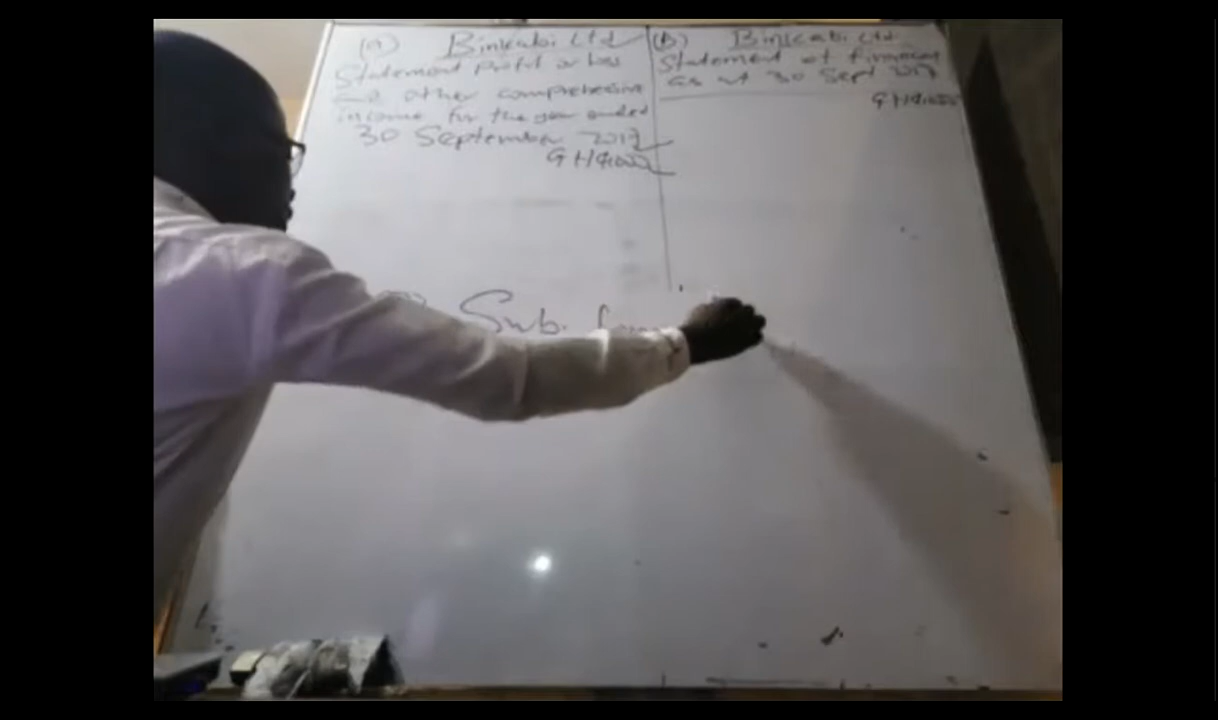 (a) Binkabi Ltd
Statement Profit or loss
and other comprehensive
income for the year ended
30 September 2017
GH¢'000
(b) Binkabi Ltd
Statement of financial
as at 30 Sept 2017
GH¢'000
Sub.